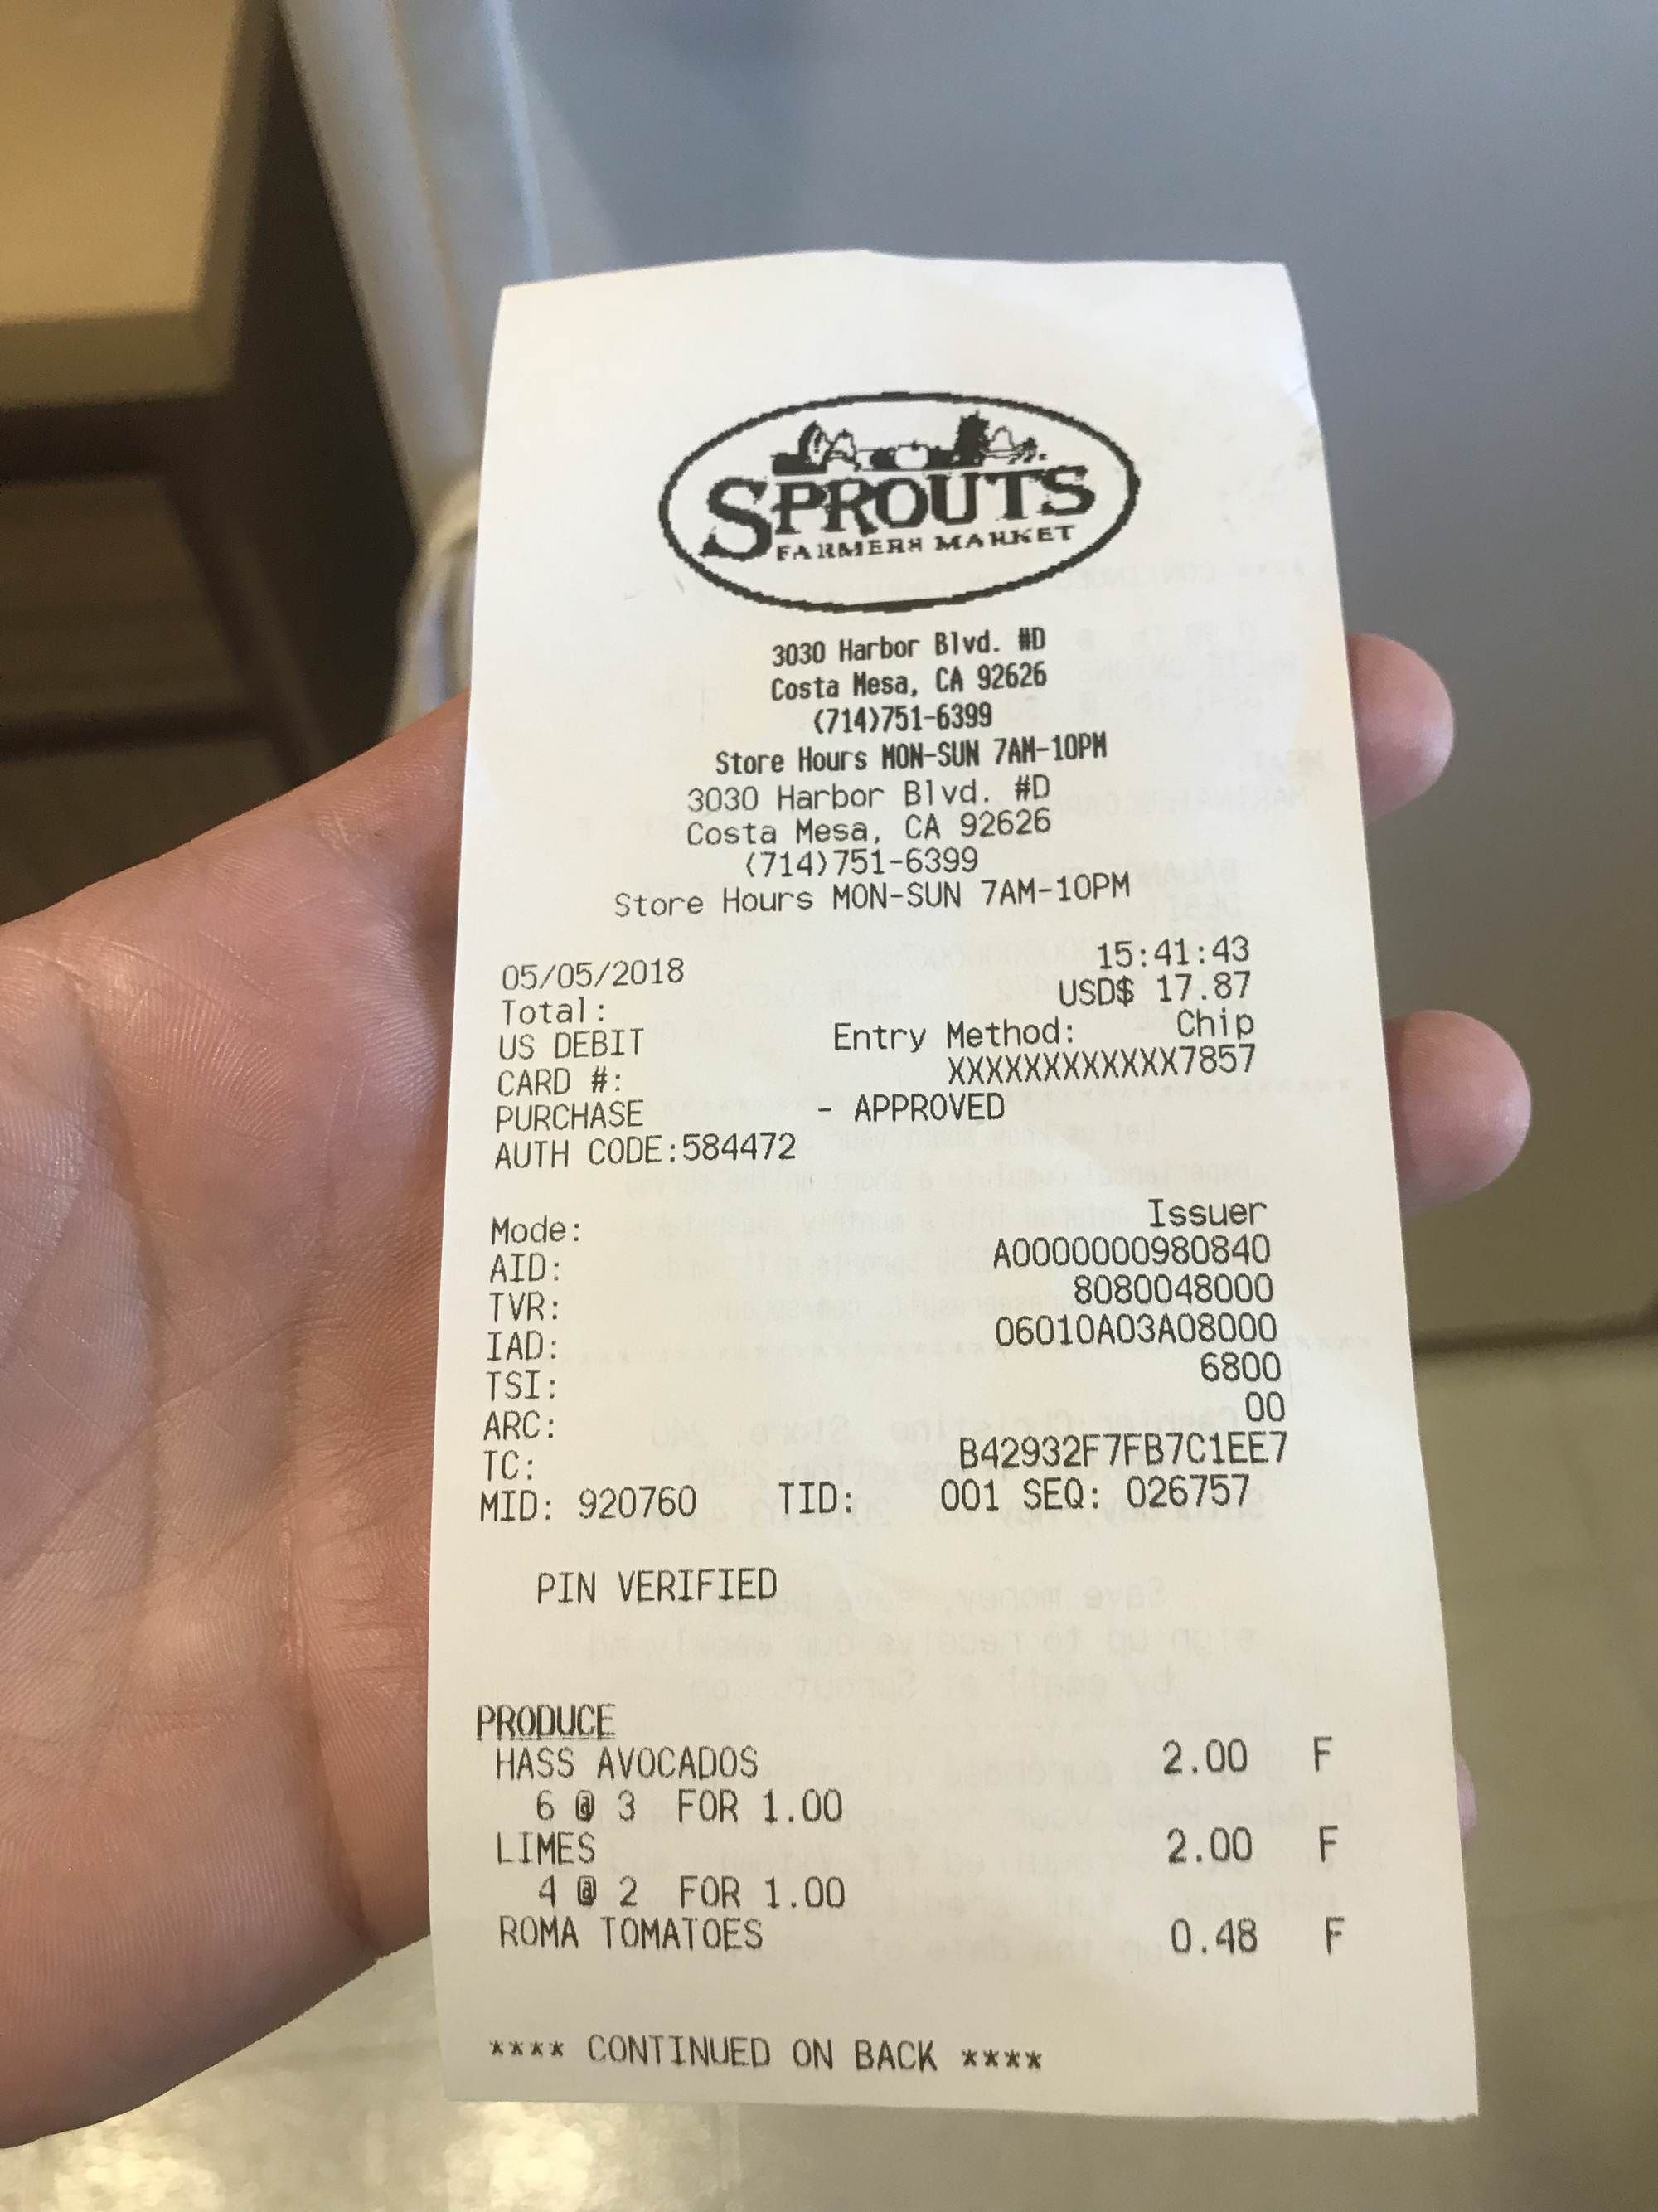 SPROUTS
FARMERS MARKET
3030 Harbor Blvd. #D
Costa Mesa, CA 92626
(714)751-6399
Store Hours MON-SUN 7AM-10PM
3030 Harbor Blvd. #D
Costa Mesa, CA 92626
(714)751-6399
Store Hours MON-SUN 7AM-10PM
05/05/2018 15:41:43
Total: USD$ 17.87
US DEBIT Entry Method: Chip
CARD #: XXXXXXXXXXXX7857
PURCHASE - APPROVED
AUTH CODE:584472
Mode: Issuer
AID: A0000000980840
TVR: 8080048000
IAD: 06010A03A08000
TSI: 6800
ARC: 00
TC: B42932F7FB7C1EE7
MID: 920760 TID: 001 SEQ: 026757
PIN VERIFIED
PRODUCE
HASS AVOCADOS 2.00 F
6 @ 3 FOR 1.00
LIMES 2.00 F
4 @ 2 FOR 1.00
ROMA TOMATOES 0.48 F
**** CONTINUED ON BACK ****